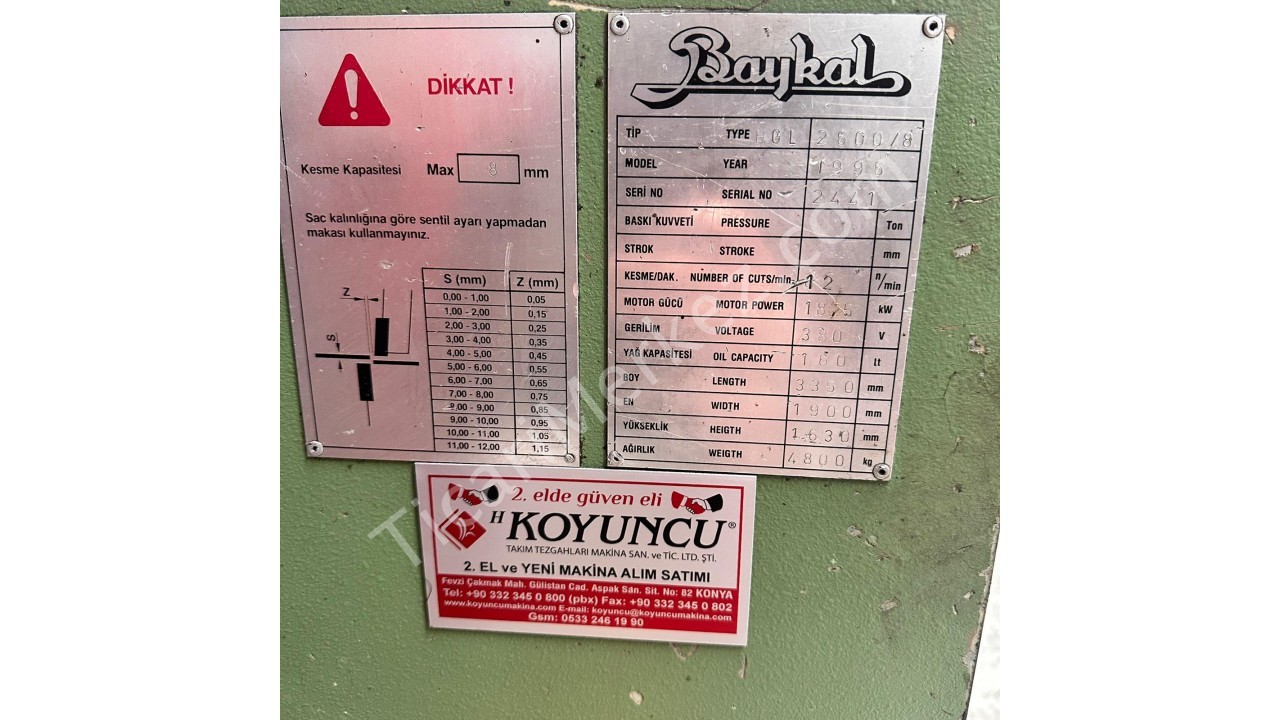 DİKKAT !
Kesme Kapasitesi Max 8 mm
Sac kalınlığına göre sentil ayarı yapmadan
makası kullanmayınız.
Z
S
S (mm) Z (mm)
0,00 - 1,00 0,05
1,00 - 2,00 0,15
2,00 - 3,00 0,25
3,00 - 4,00 0,35
4,00 - 5,00 0,45
5,00 - 6,00 0,55
6,00 - 7,00 0,65
7,00 - 8,00 0,75
8,00 - 9,00 0,85
9,00 - 10,00 0,95
10,00 - 11,00 1,05
11,00 - 12,00 1,15
Baykal
TİP TYPE HGL 2600/8
MODEL YEAR 1996
SERİ NO SERIAL NO 2441
BASKI KUVVETİ PRESSURE Ton
STROK STROKE mm
KESME/DAK. NUMBER OF CUTS/min. 12 n/min
MOTOR GÜCÜ MOTOR POWER 18,5 kW
GERİLİM VOLTAGE 380 V
YAĞ KAPASİTESİ OIL CAPACITY 160 lt
BOY LENGTH 3350 mm
EN WIDTH 1900 mm
YÜKSEKLİK HEIGTH 1630 mm
AĞIRLIK WEIGTH 4800 kg
2. elde güven eli
H KOYUNCU®
TAKIM TEZGAHLARI MAKİNA SAN. ve TİC. LTD. ŞTİ.
2. EL ve YENİ MAKİNA ALIM SATIMI
Fevzi Çakmak Mah. Gülistan Cad. Aspak San. Sit. No: 82 KONYA
Tel: +90 332 345 0 800 (pbx) Fax: +90 332 345 0 802
www.koyuncumakina.com E-mail: koyuncu@koyuncumakina.com
Gsm: 0533 246 19 90
TicariMerkez.com